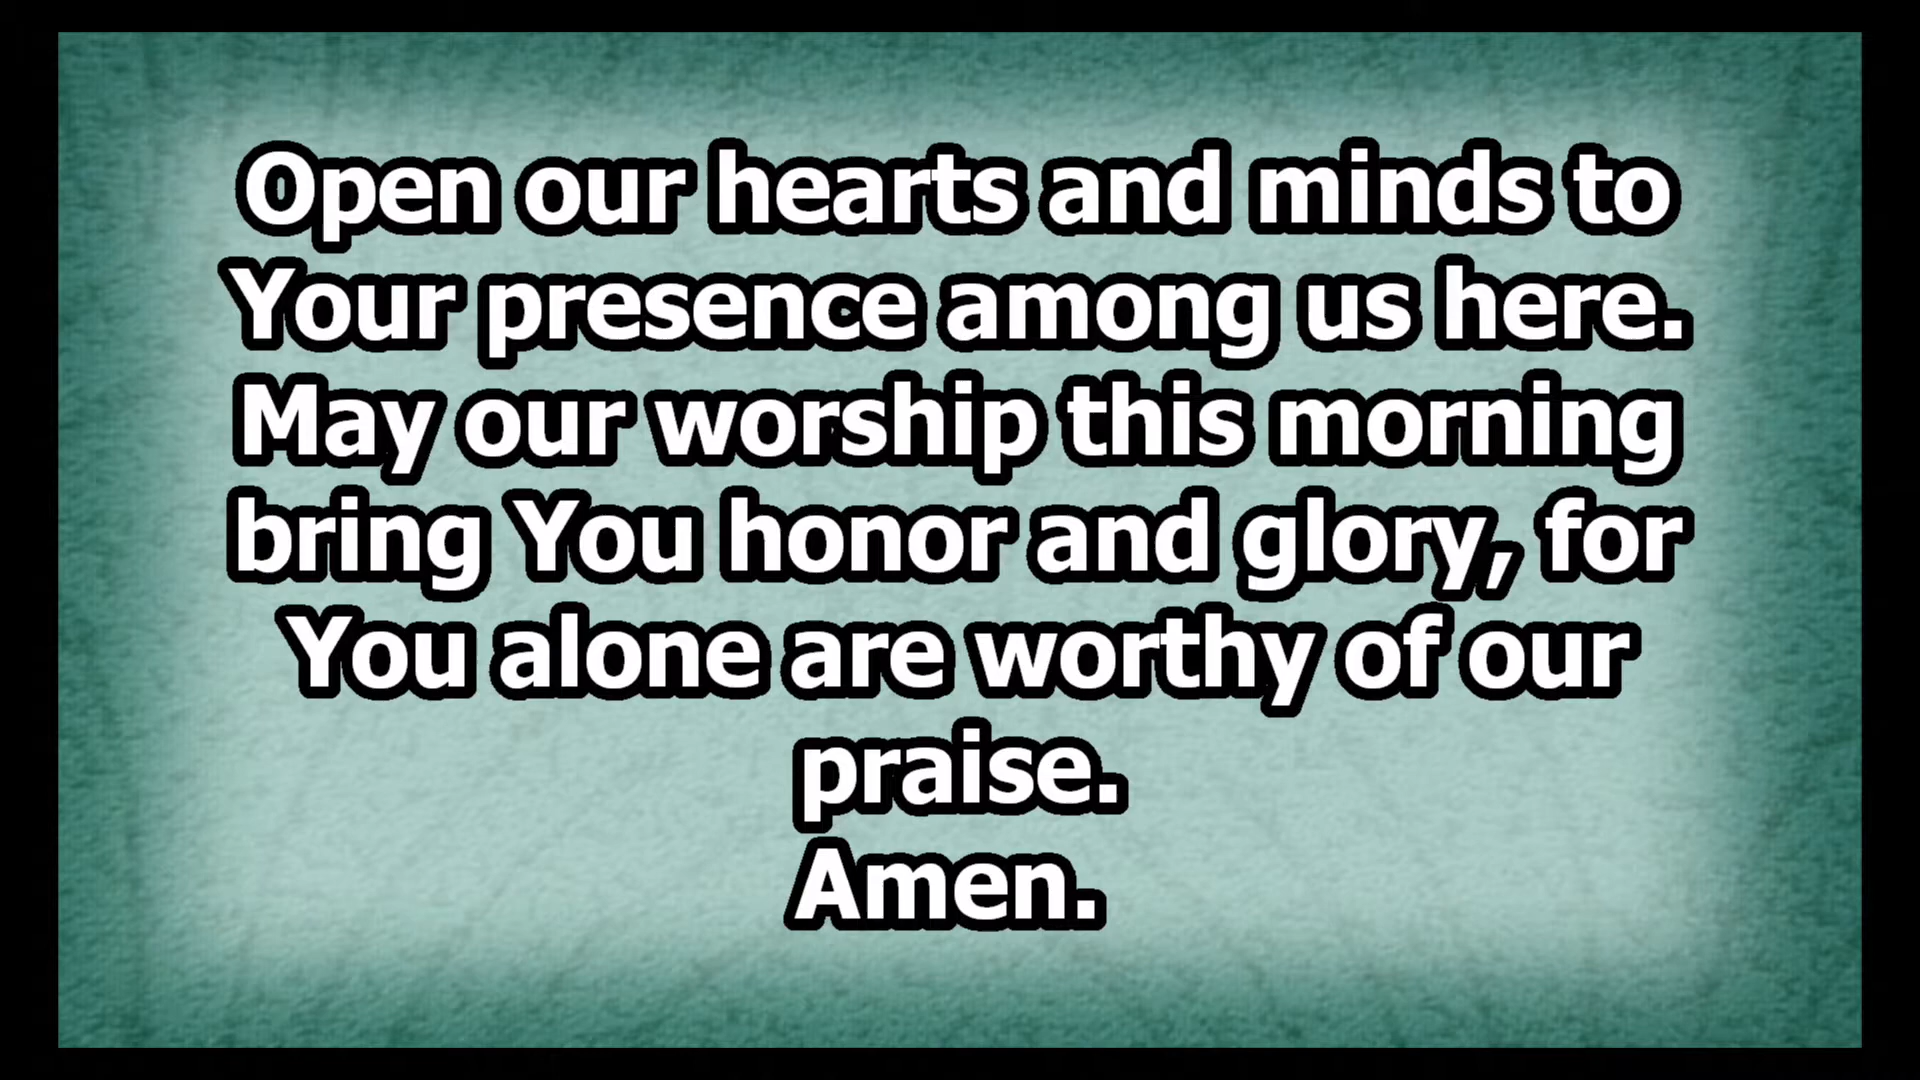 Open our hearts and minds to
Your presence among us here.
May our worship this morning
bring You honor and glory, for
You alone are worthy of our
praise.
Amen.